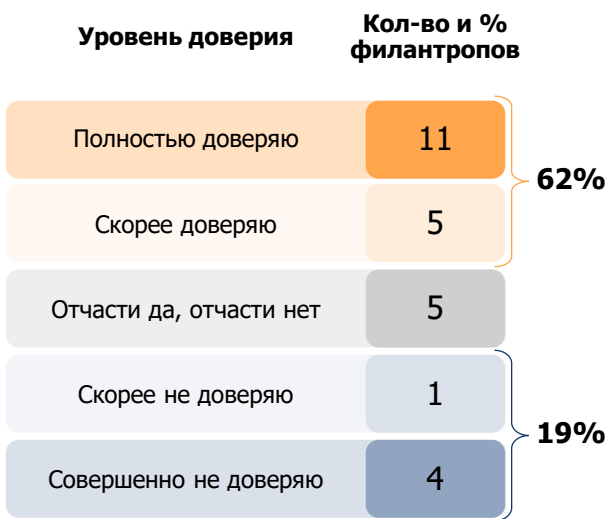 Уровень доверия
Кол-во и %
филантропов
Полностью доверяю 11
62%
Скорее доверяю 5
Отчасти да, отчасти нет 5
Скорее не доверяю 1
19%
Совершенно не доверяю 4